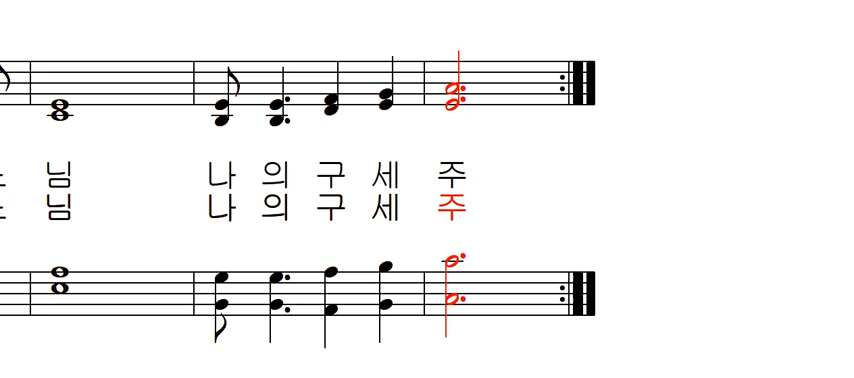 님 나 의 구 세 주
님 나 의 구 세 주